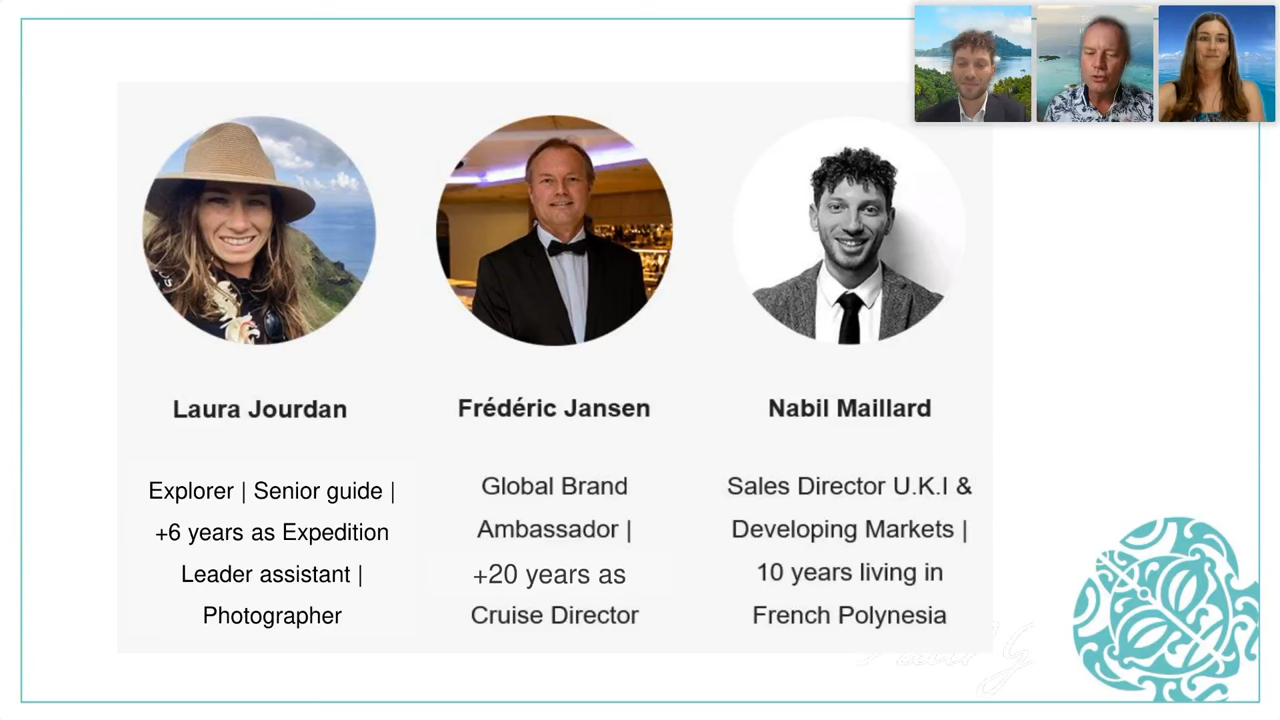 Laura Jourdan
Explorer | Senior guide |
+6 years as Expedition
Leader assistant |
Photographer
Frédéric Jansen
Global Brand
Ambassador |
+20 years as
Cruise Director
Nabil Maillard
Sales Director U.K.I &
Developing Markets |
10 years living in
French Polynesia